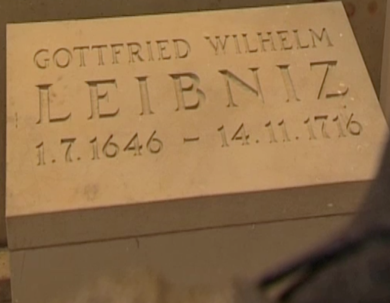 GOTTFRIED WILHELM
LEIBNIZ
1.7.1646 – 14.11.1716